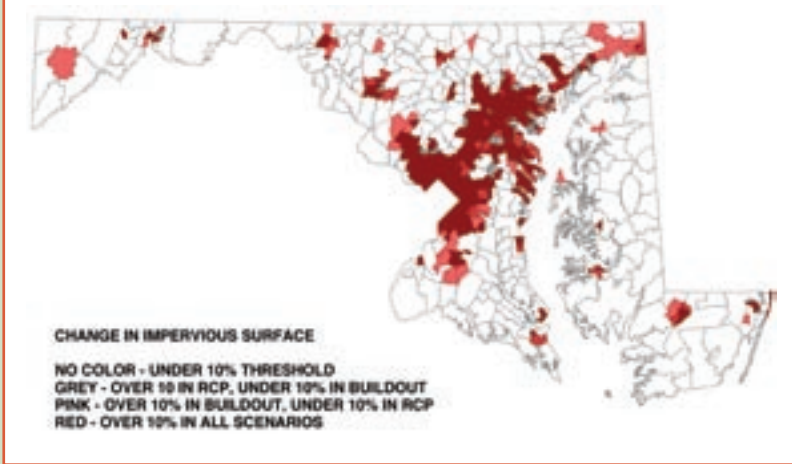 CHANGE IN IMPERVIOUS SURFACE
NO COLOR - UNDER 10% THRESHOLD
GREY - OVER 10 IN RCP, UNDER 10% IN BUILDOUT
PINK - OVER 10% IN BUILDOUT, UNDER 10% IN RCP
RED - OVER 10% IN ALL SCENARIOS